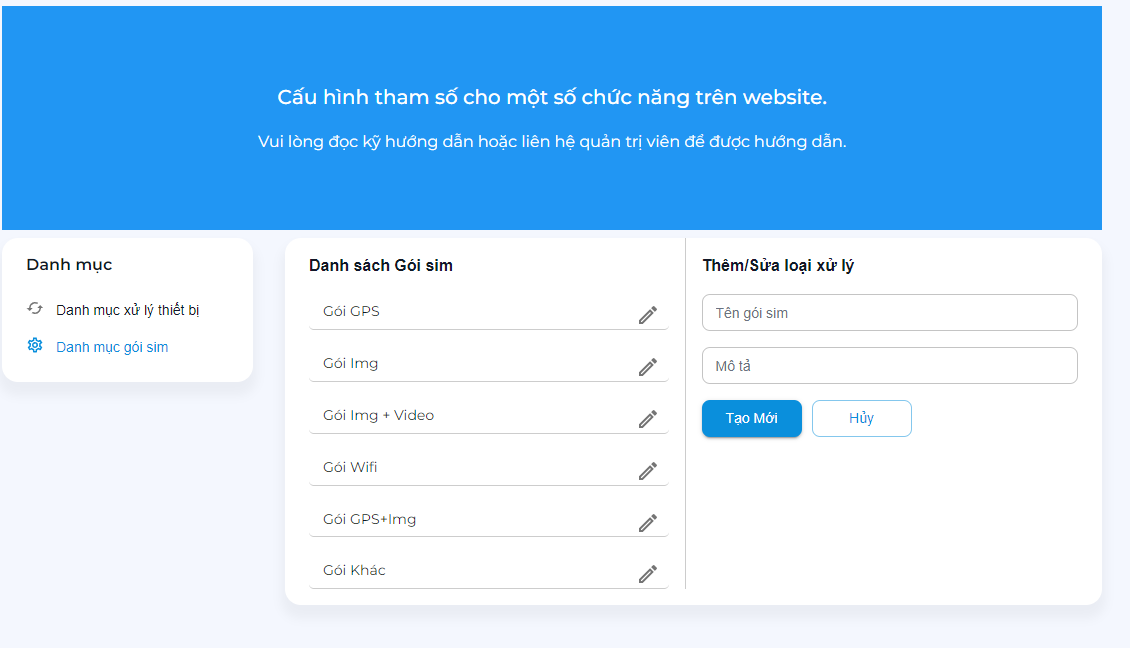 Cấu hình tham số cho một số chức năng trên website.
Vui lòng đọc kỹ hướng dẫn hoặc liên hệ quản trị viên để được hướng dẫn.
Danh mục
Danh mục xử lý thiết bị
Danh mục gói sim
Danh sách Gói sim
Gói GPS
Gói Img
Gói Img + Video
Gói Wifi
Gói GPS+Img
Gói Khác
Thêm/Sửa loại xử lý
Tên gói sim
Mô tả
Tạo Mới
Hủy